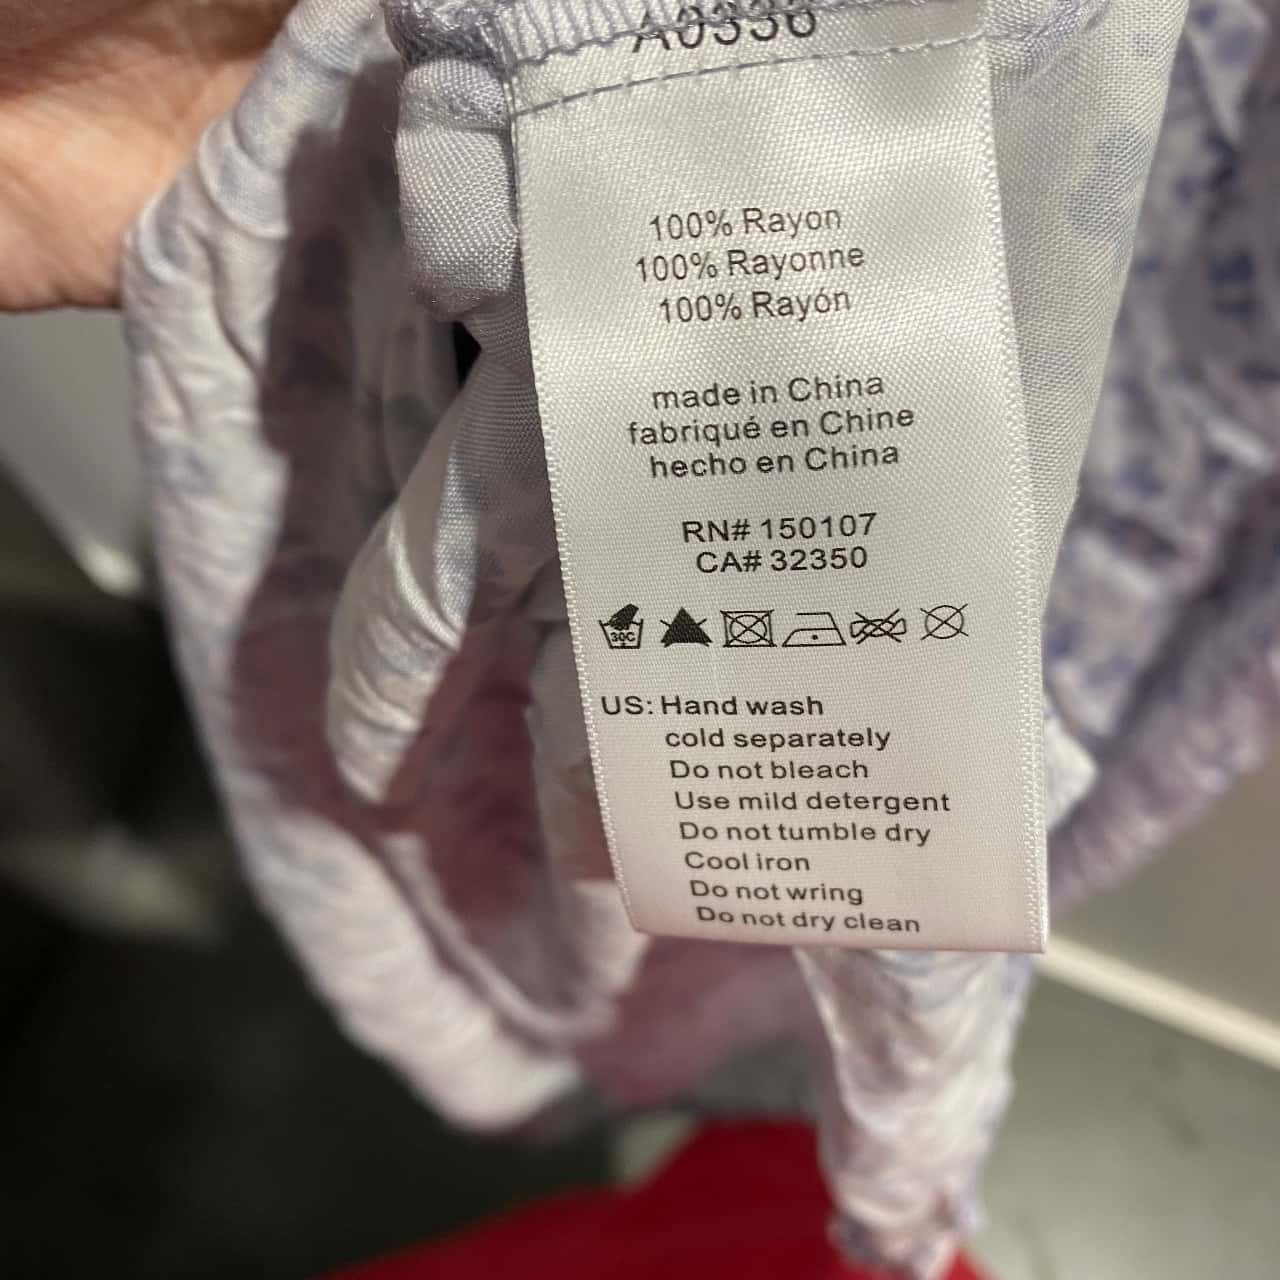 A0336
100% Rayon
100% Rayonne
100% Rayón
made in China
fabriqué en Chine
hecho en China
RN# 150107
CA# 32350
30C
US: Hand wash
cold separately
Do not bleach
Use mild detergent
Do not tumble dry
Cool iron
Do not wring
Do not dry clean